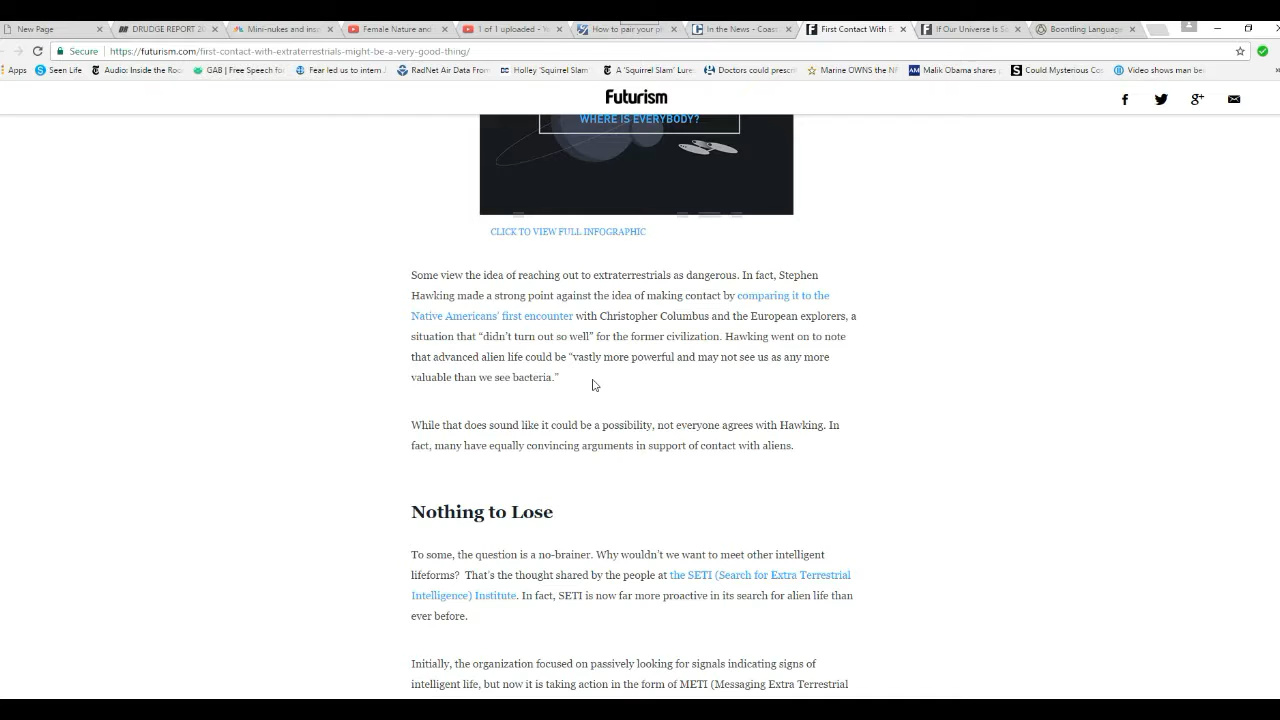 New Page
DRUDGE REPORT 20
Mini-nukes and ins
Female Nature and
1 of 1 uploaded - Yo
How to pair your ph
In the News - Coast
First Contact With E
If Our Universe Is S
Boontling Language
Secure | https://futurism.com/first-contact-with-extraterrestrials-might-be-a-very-good-thing/
Apps
Seen Life
Audio: Inside the Ro
GAB | Free Speech fo
Fear led us to intern J
RadNet Air Data From
Holley 'Squirrel Slam
A 'Squirrel Slam' Lure
Doctors could prescr
Marine OWNS the NF
Malik Obama shares
Could Mysterious Co
Video shows man be
Futurism
WHERE IS EVERYBODY?
CLICK TO VIEW FULL INFOGRAPHIC
Some view the idea of reaching out to extraterrestrials as dangerous. In fact, Stephen
Hawking made a strong point against the idea of making contact by comparing it to the
Native Americans' first encounter with Christopher Columbus and the European explorers, a
situation that “didn't turn out so well” for the former civilization. Hawking went on to note
that advanced alien life could be “vastly more powerful and may not see us as any more
valuable than we see bacteria.”
While that does sound like it could be a possibility, not everyone agrees with Hawking. In
fact, many have equally convincing arguments in support of contact with aliens.
Nothing to Lose
To some, the question is a no-brainer. Why wouldn't we want to meet other intelligent
lifeforms? That's the thought shared by the people at the SETI (Search for Extra Terrestrial
Intelligence) Institute. In fact, SETI is now far more proactive in its search for alien life than
ever before.
Initially, the organization focused on passively looking for signals indicating signs of
intelligent life, but now it is taking action in the form of METI (Messaging Extra Terrestrial